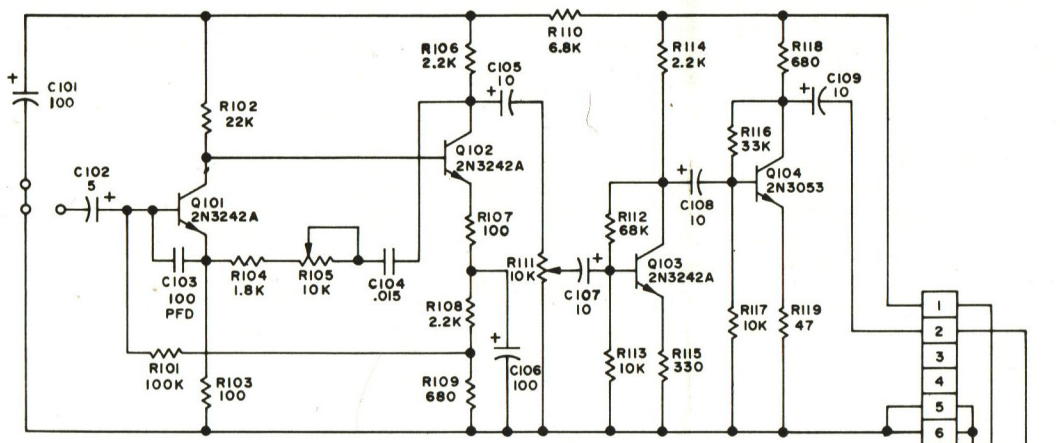 R110
6.8K
R106
2.2K
C105
10
+
R114
2.2K
R118
680
C109
10
+
+
C101
100
R102
22K
Q102
2N3242A
R116
33K
Q104
2N3053
C102
5
+
Q101
2N3242A
C108
10
+
R107
100
R112
68K
R104
1.8K
R105
10K
C104
.015
R111
10K
+
C107
10
Q103
2N3242A
C103
100
PFD
R108
2.2K
+
C106
100
R117
10K
R119
47
R101
100K
R103
100
R109
680
R113
10K
R115
330
1
2
3
4
5
6